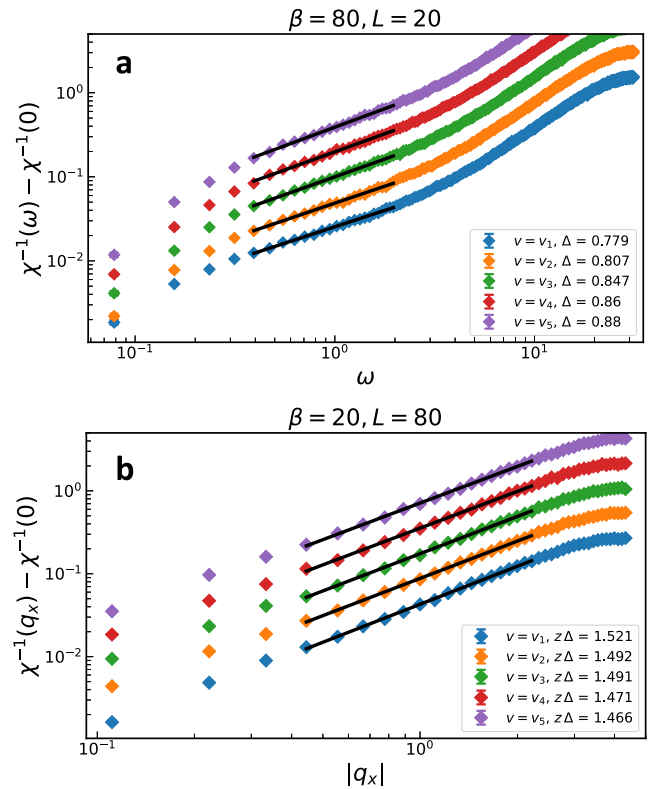 β = 80, L = 20
a
χ⁻¹(ω) − χ⁻¹(0)
10⁰
10⁻¹
10⁻²
v = v₁, Δ = 0.779
v = v₂, Δ = 0.807
v = v₃, Δ = 0.847
v = v₄, Δ = 0.86
v = v₅, Δ = 0.88
10⁻¹ 10⁰ 10¹
ω
β = 20, L = 80
b
χ⁻¹(qₓ) − χ⁻¹(0)
10⁰
10⁻¹
10⁻²
v = v₁, zΔ = 1.521
v = v₂, zΔ = 1.492
v = v₃, zΔ = 1.491
v = v₄, zΔ = 1.471
v = v₅, zΔ = 1.466
10⁻¹ 10⁰
|qₓ|